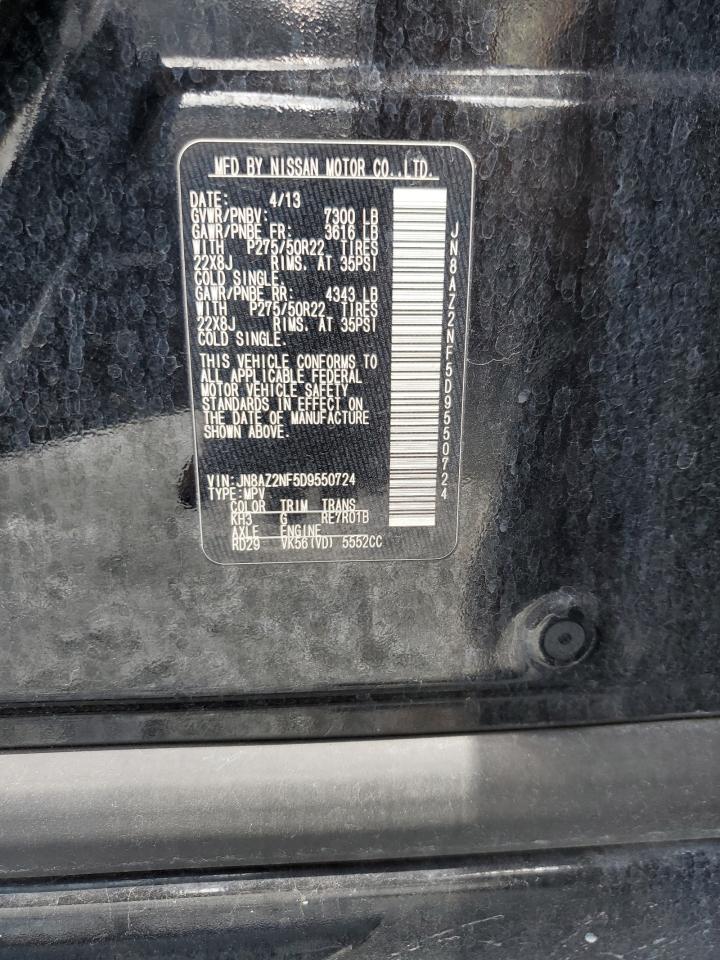 MFD BY NISSAN MOTOR CO.,LTD.
DATE: 4/13
GVWR/PNBV: 7300 LB
GAWR/PNBE FR: 3616 LB
WITH P275/50R22 TIRES
22X8J RIMS. AT 35PSI
COLD SINGLE.
GAWR/PNBE RR: 4343 LB
WITH P275/50R22 TIRES
22X8J RIMS. AT 35PSI
COLD SINGLE.
THIS VEHICLE CONFORMS TO
ALL APPLICABLE FEDERAL
MOTOR VEHICLE SAFETY
STANDARDS IN EFFECT ON
THE DATE OF MANUFACTURE
SHOWN ABOVE.
VIN:JN8AZ2NF5D9550724
TYPE:MPV
COLOR TRIM TRANS
KH3 G RE7R01B
AXLE ENGINE
RD29 VK56(VD) 5552CC
JN8AZ2NF5D9550724